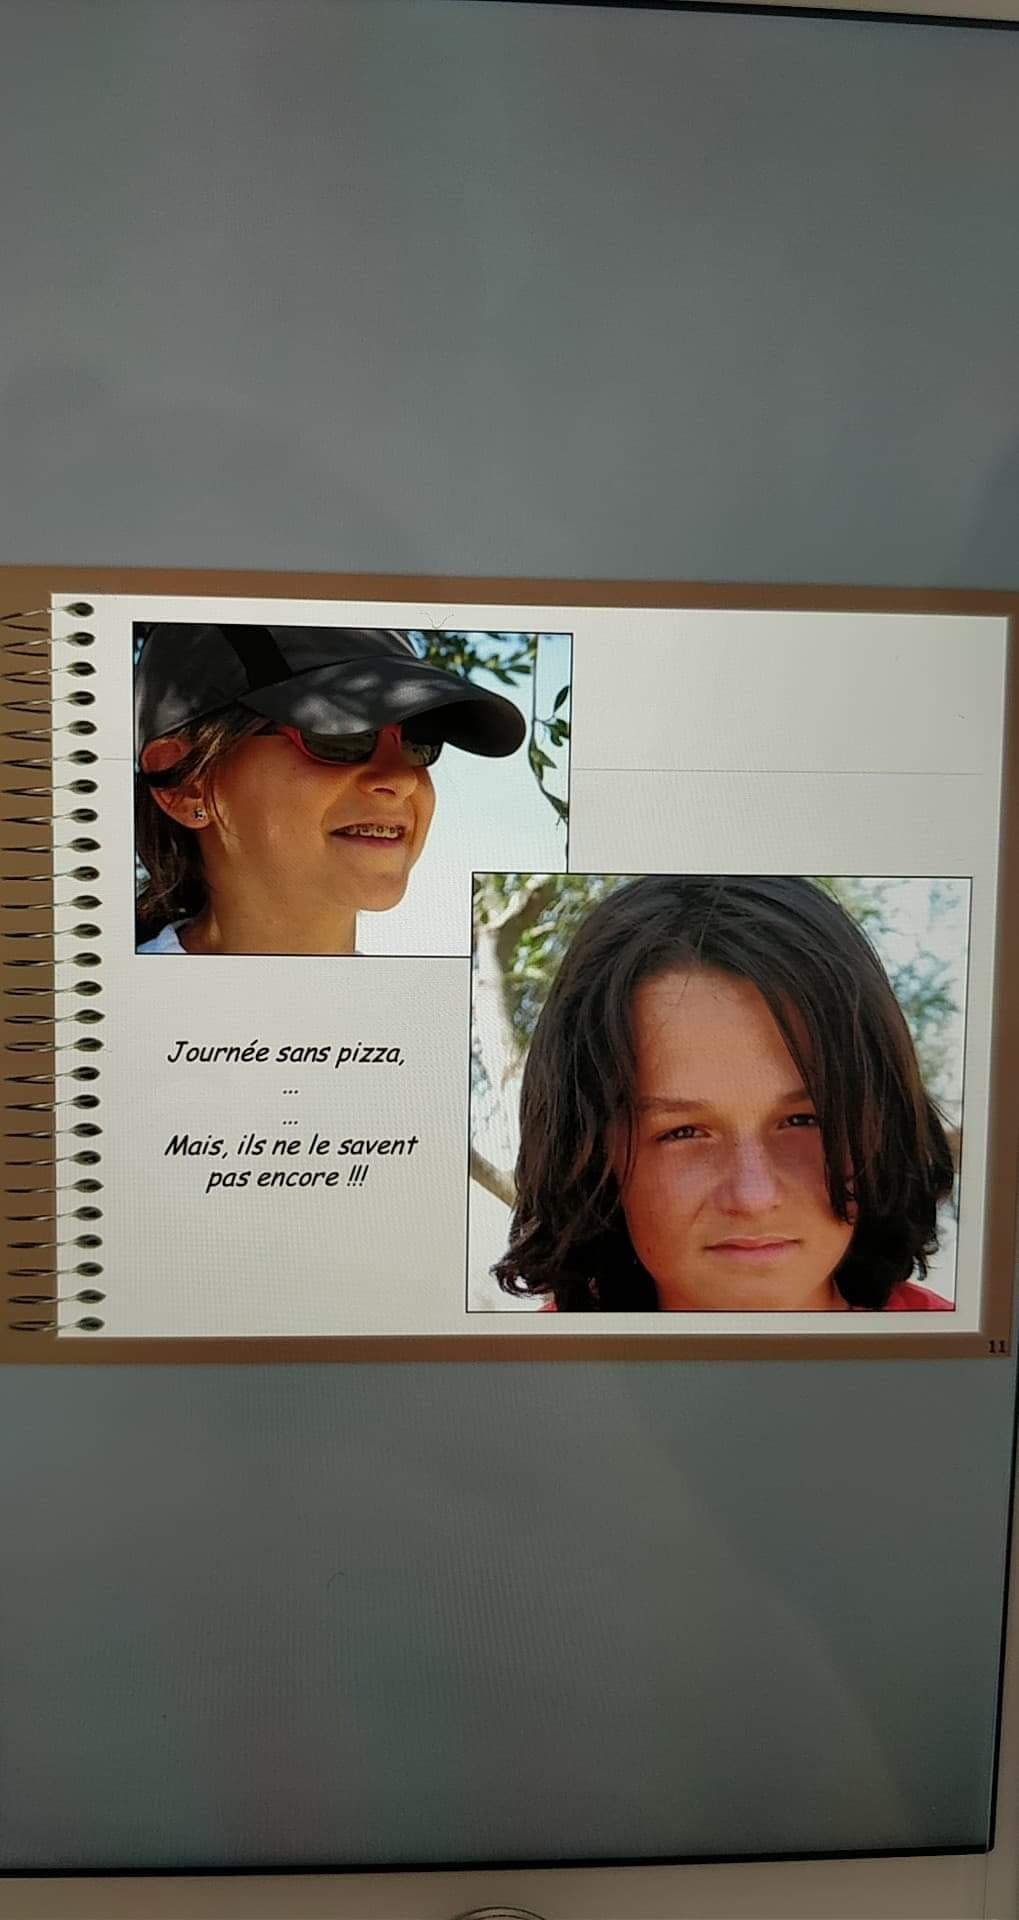 Journée sans pizza,
...
...
Mais, ils ne le savent
pas encore !!!
11